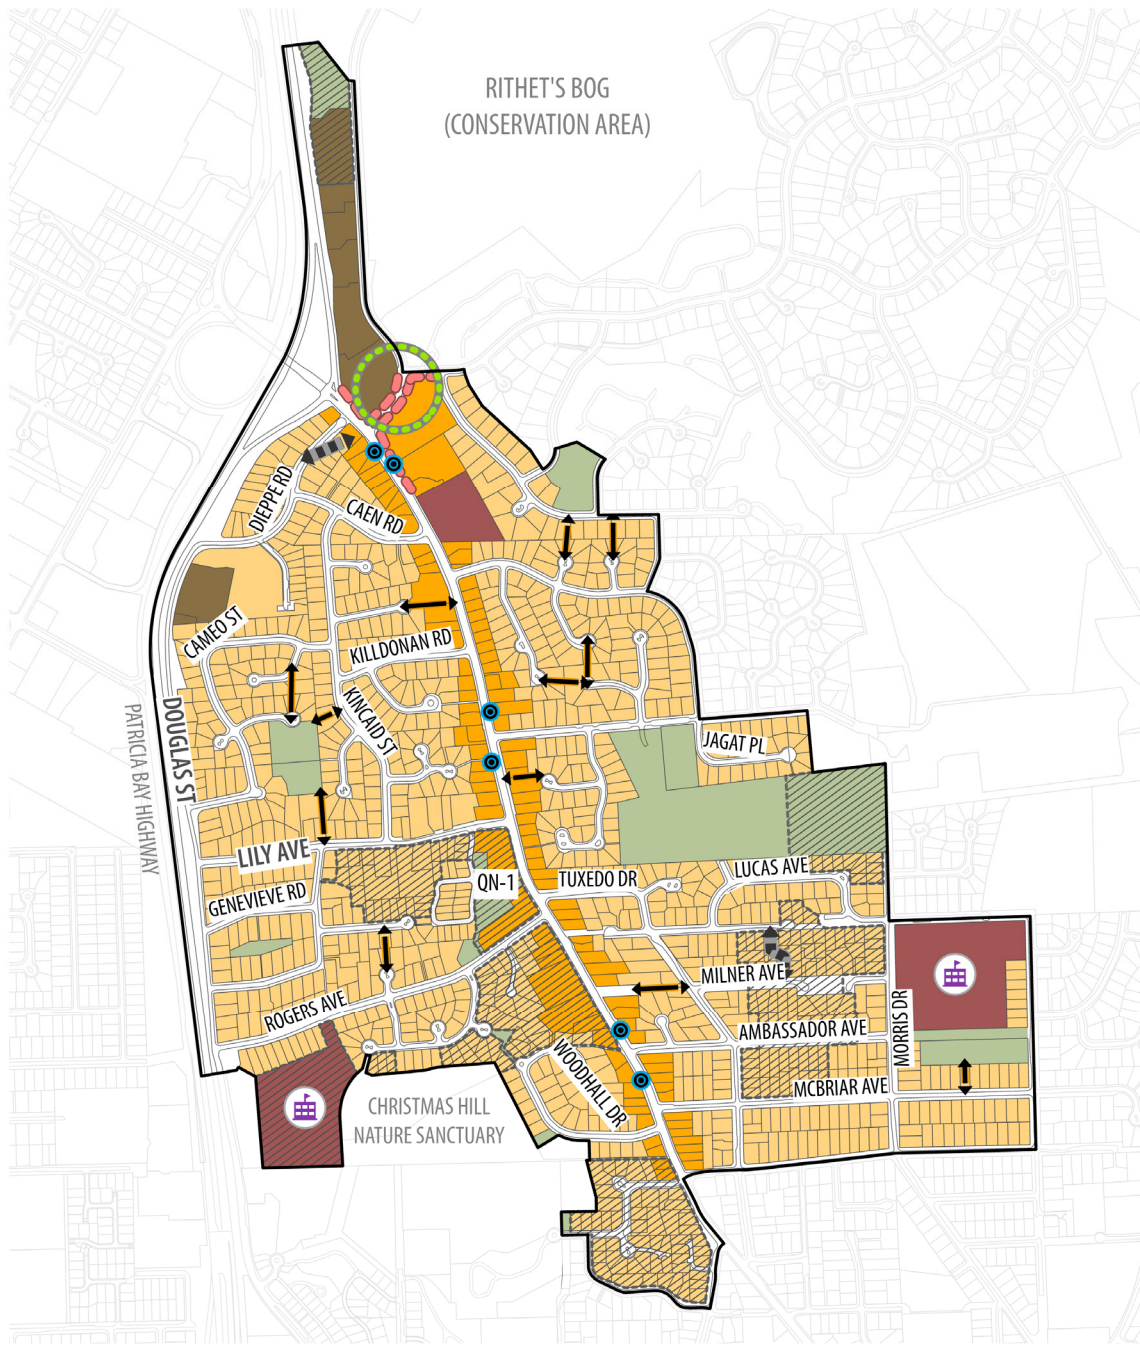 RITHET'S BOG
(CONSERVATION AREA)
DIEPPE RD
CAEN RD
CAMEO ST
KILLDONAN RD
KINCAID ST
DOUGLAS ST
PATRICIA BAY HIGHWAY
JAGAT PL
LILY AVE
QN-1
TUXEDO DR
LUCAS AVE
GENEVIEVE RD
MILNER AVE
ROGERS AVE
AMBASSADOR AVE
MORRIS DR
WOODHALL DR
MCBRIAR AVE
CHRISTMAS HILL
NATURE SANCTUARY